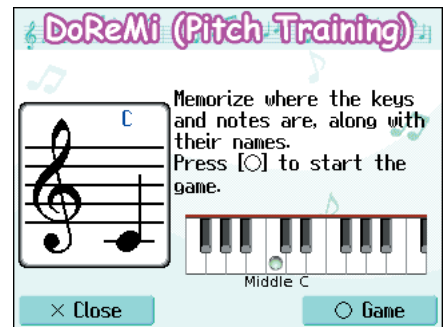 DoReMi (Pitch Training)
C
Memorize where the keys
and notes are, along with
their names.
Press [○] to start the
game.
Middle C
× Close
○ Game